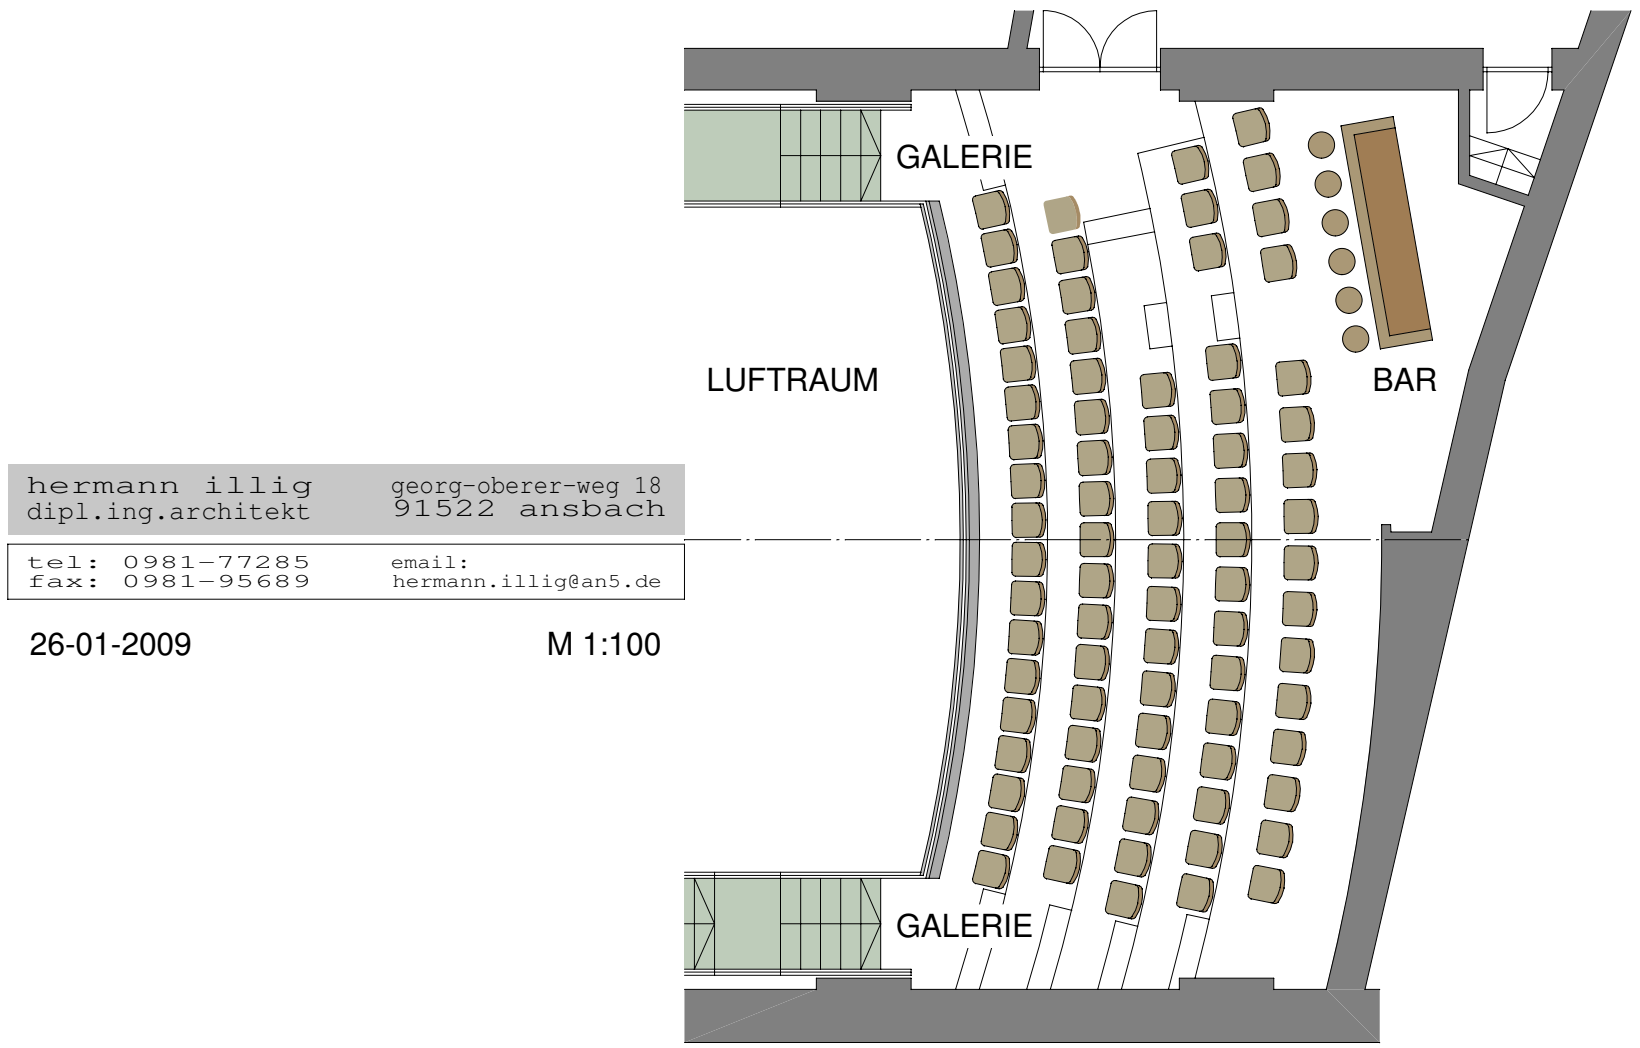 GALERIE
LUFTRAUM
BAR
hermann illig
dipl.ing.architekt
georg-oberer-weg 18
91522 ansbach
tel: 0981-77285
fax: 0981-95689
email:
hermann.illig@an5.de
26-01-2009
M 1:100
GALERIE